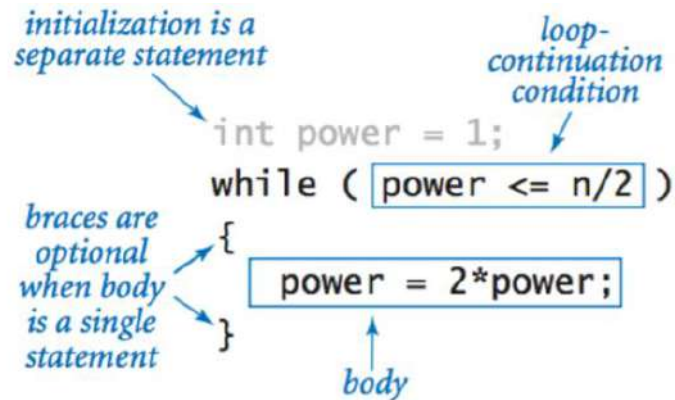 initialization is a
separate statement
loop-
continuation
condition
int power = 1;
while ( power <= n/2 )
{
power = 2*power;
}
braces are
optional
when body
is a single
statement
body